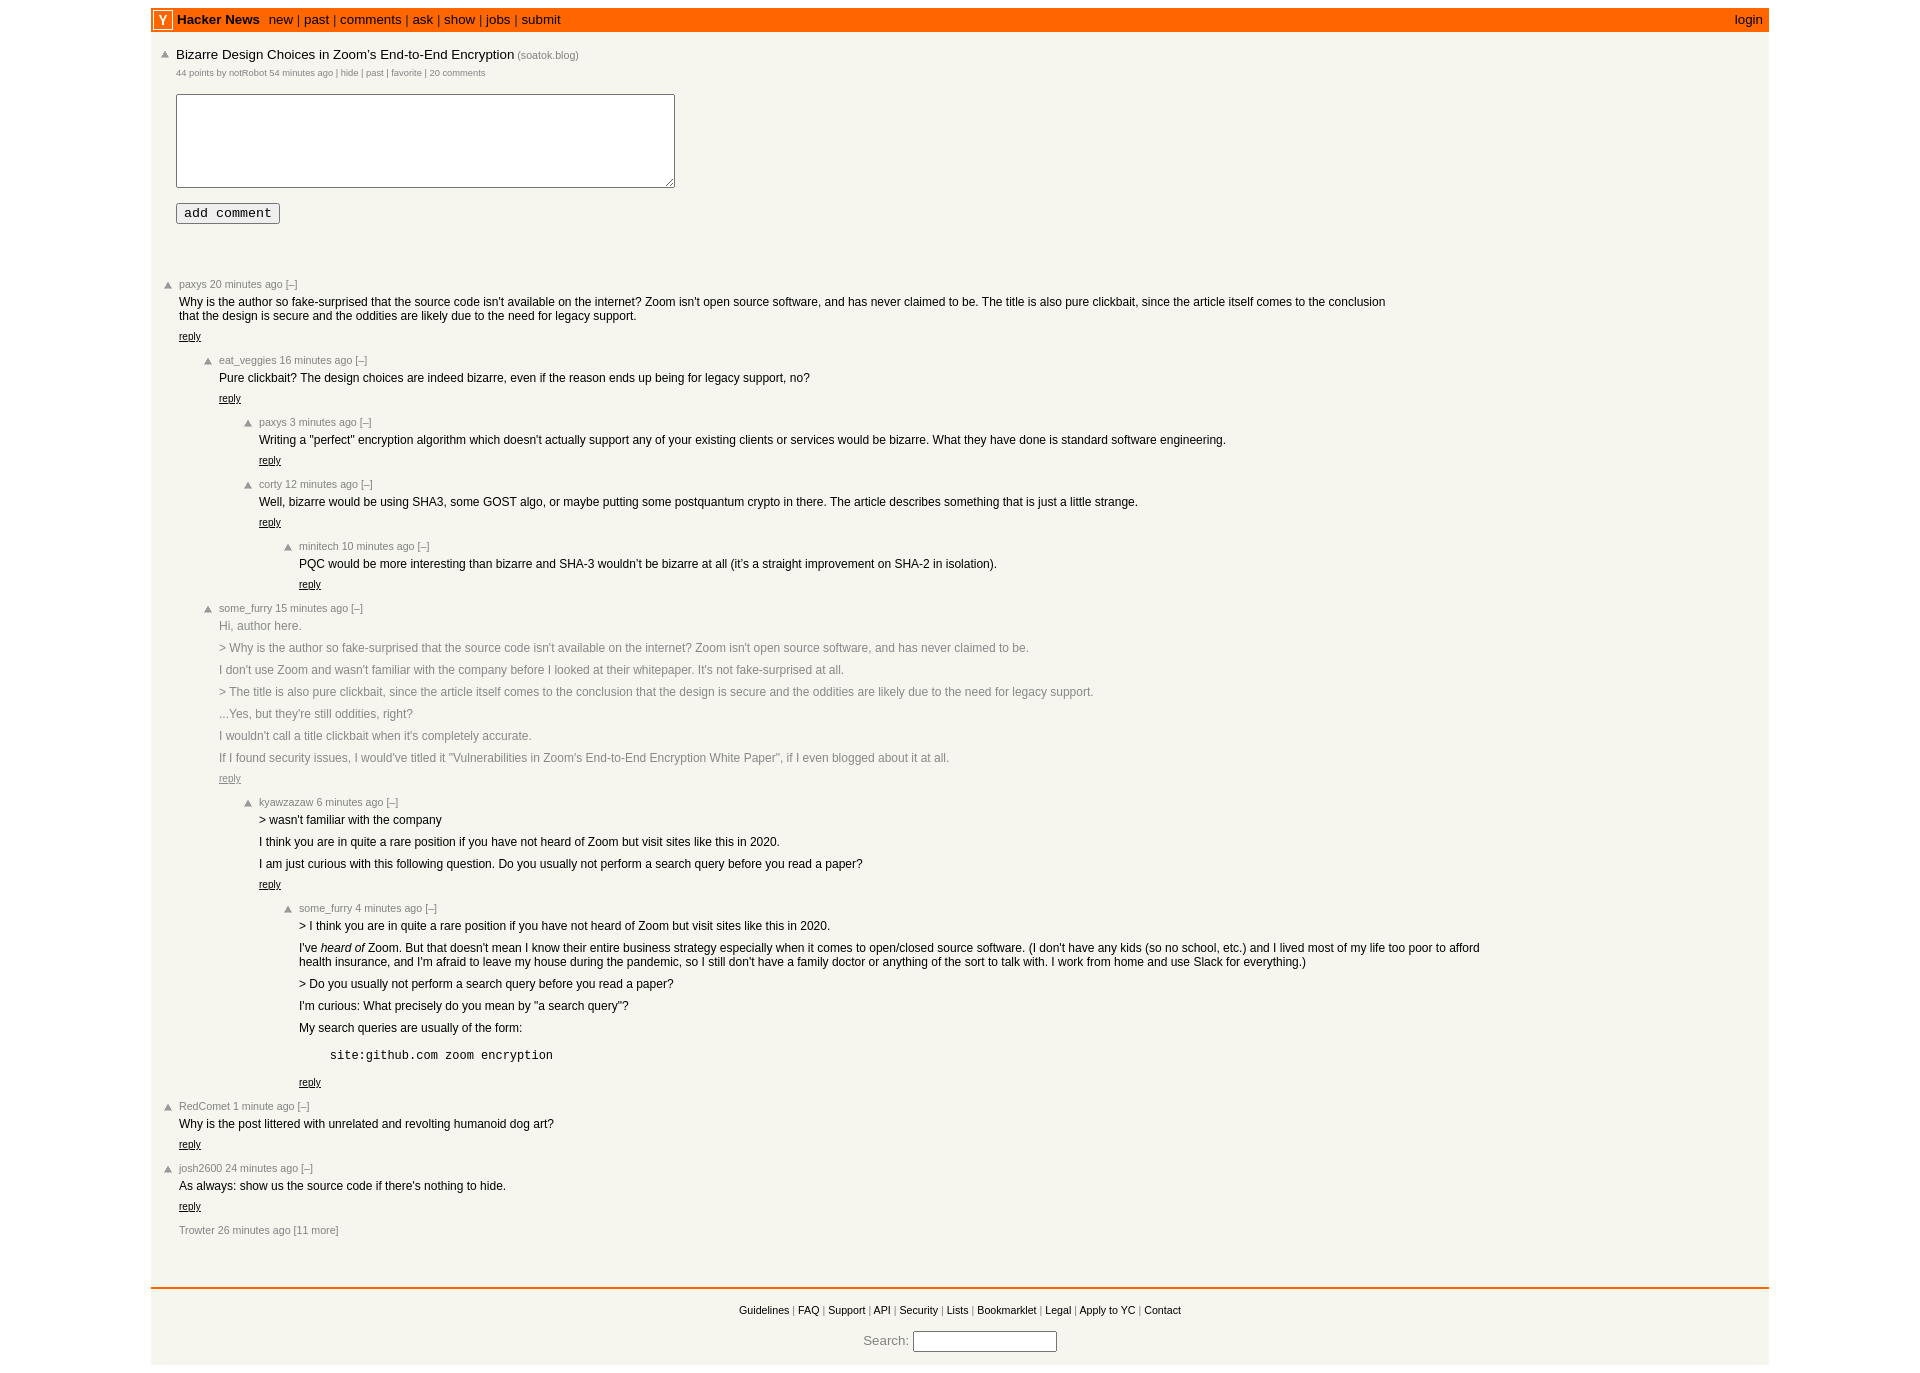 Y Hacker News new | past | comments | ask | show | jobs | submit login
Bizarre Design Choices in Zoom’s End-to-End Encryption (soatok.blog)
44 points by notRobot 54 minutes ago | hide | past | favorite | 20 comments
add comment
paxys 20 minutes ago [–]
Why is the author so fake-surprised that the source code isn't available on the internet? Zoom isn't open source software, and has never claimed to be. The title is also pure clickbait, since the article itself comes to the conclusion
that the design is secure and the oddities are likely due to the need for legacy support.
reply
eat_veggies 16 minutes ago [–]
Pure clickbait? The design choices are indeed bizarre, even if the reason ends up being for legacy support, no?
reply
paxys 3 minutes ago [–]
Writing a "perfect" encryption algorithm which doesn't actually support any of your existing clients or services would be bizarre. What they have done is standard software engineering.
reply
corty 12 minutes ago [–]
Well, bizarre would be using SHA3, some GOST algo, or maybe putting some postquantum crypto in there. The article describes something that is just a little strange.
reply
minitech 10 minutes ago [–]
PQC would be more interesting than bizarre and SHA-3 wouldn’t be bizarre at all (it’s a straight improvement on SHA-2 in isolation).
reply
some_furry 15 minutes ago [–]
Hi, author here.
> Why is the author so fake-surprised that the source code isn't available on the internet? Zoom isn't open source software, and has never claimed to be.
I don't use Zoom and wasn't familiar with the company before I looked at their whitepaper. It's not fake-surprised at all.
> The title is also pure clickbait, since the article itself comes to the conclusion that the design is secure and the oddities are likely due to the need for legacy support.
...Yes, but they're still oddities, right?
I wouldn't call a title clickbait when it's completely accurate.
If I found security issues, I would've titled it "Vulnerabilities in Zoom's End-to-End Encryption White Paper", if I even blogged about it at all.
reply
kyawzazaw 6 minutes ago [–]
> wasn't familiar with the company
I think you are in quite a rare position if you have not heard of Zoom but visit sites like this in 2020.
I am just curious with this following question. Do you usually not perform a search query before you read a paper?
reply
some_furry 4 minutes ago [–]
> I think you are in quite a rare position if you have not heard of Zoom but visit sites like this in 2020.
I've heard of Zoom. But that doesn't mean I know their entire business strategy especially when it comes to open/closed source software. (I don't have any kids (so no school, etc.) and I lived most of my life too poor to afford
health insurance, and I'm afraid to leave my house during the pandemic, so I still don't have a family doctor or anything of the sort to talk with. I work from home and use Slack for everything.)
> Do you usually not perform a search query before you read a paper?
I'm curious: What precisely do you mean by "a search query"?
My search queries are usually of the form:
site:github.com zoom encryption
reply
RedComet 1 minute ago [–]
Why is the post littered with unrelated and revolting humanoid dog art?
reply
josh2600 24 minutes ago [–]
As always: show us the source code if there's nothing to hide.
reply
Trowter 26 minutes ago [11 more]
Guidelines | FAQ | Support | API | Security | Lists | Bookmarklet | Legal | Apply to YC | Contact
Search: